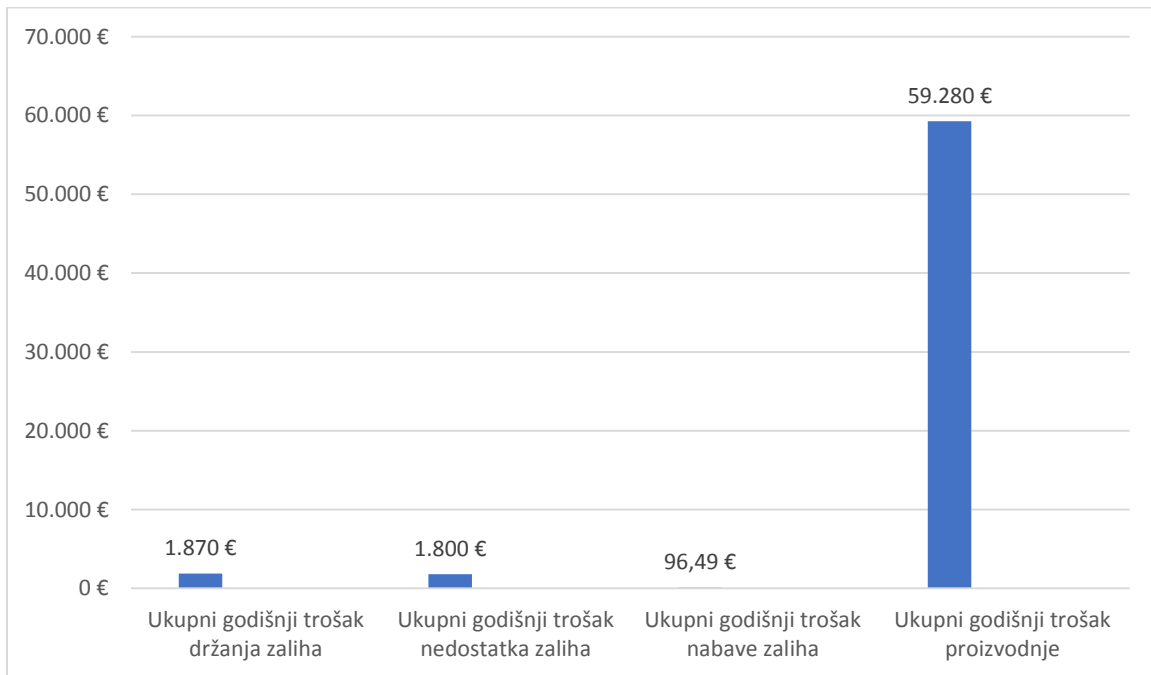 70.000 €
60.000 €
50.000 €
40.000 €
30.000 €
20.000 €
10.000 €
0 €
1.870 €
1.800 €
96,49 €
59.280 €
Ukupni godišnji trošak
držanja zaliha
Ukupni godišnji trošak
nedostatka zaliha
Ukupni godišnji trošak
nabave zaliha
Ukupni godišnji trošak
proizvodnje